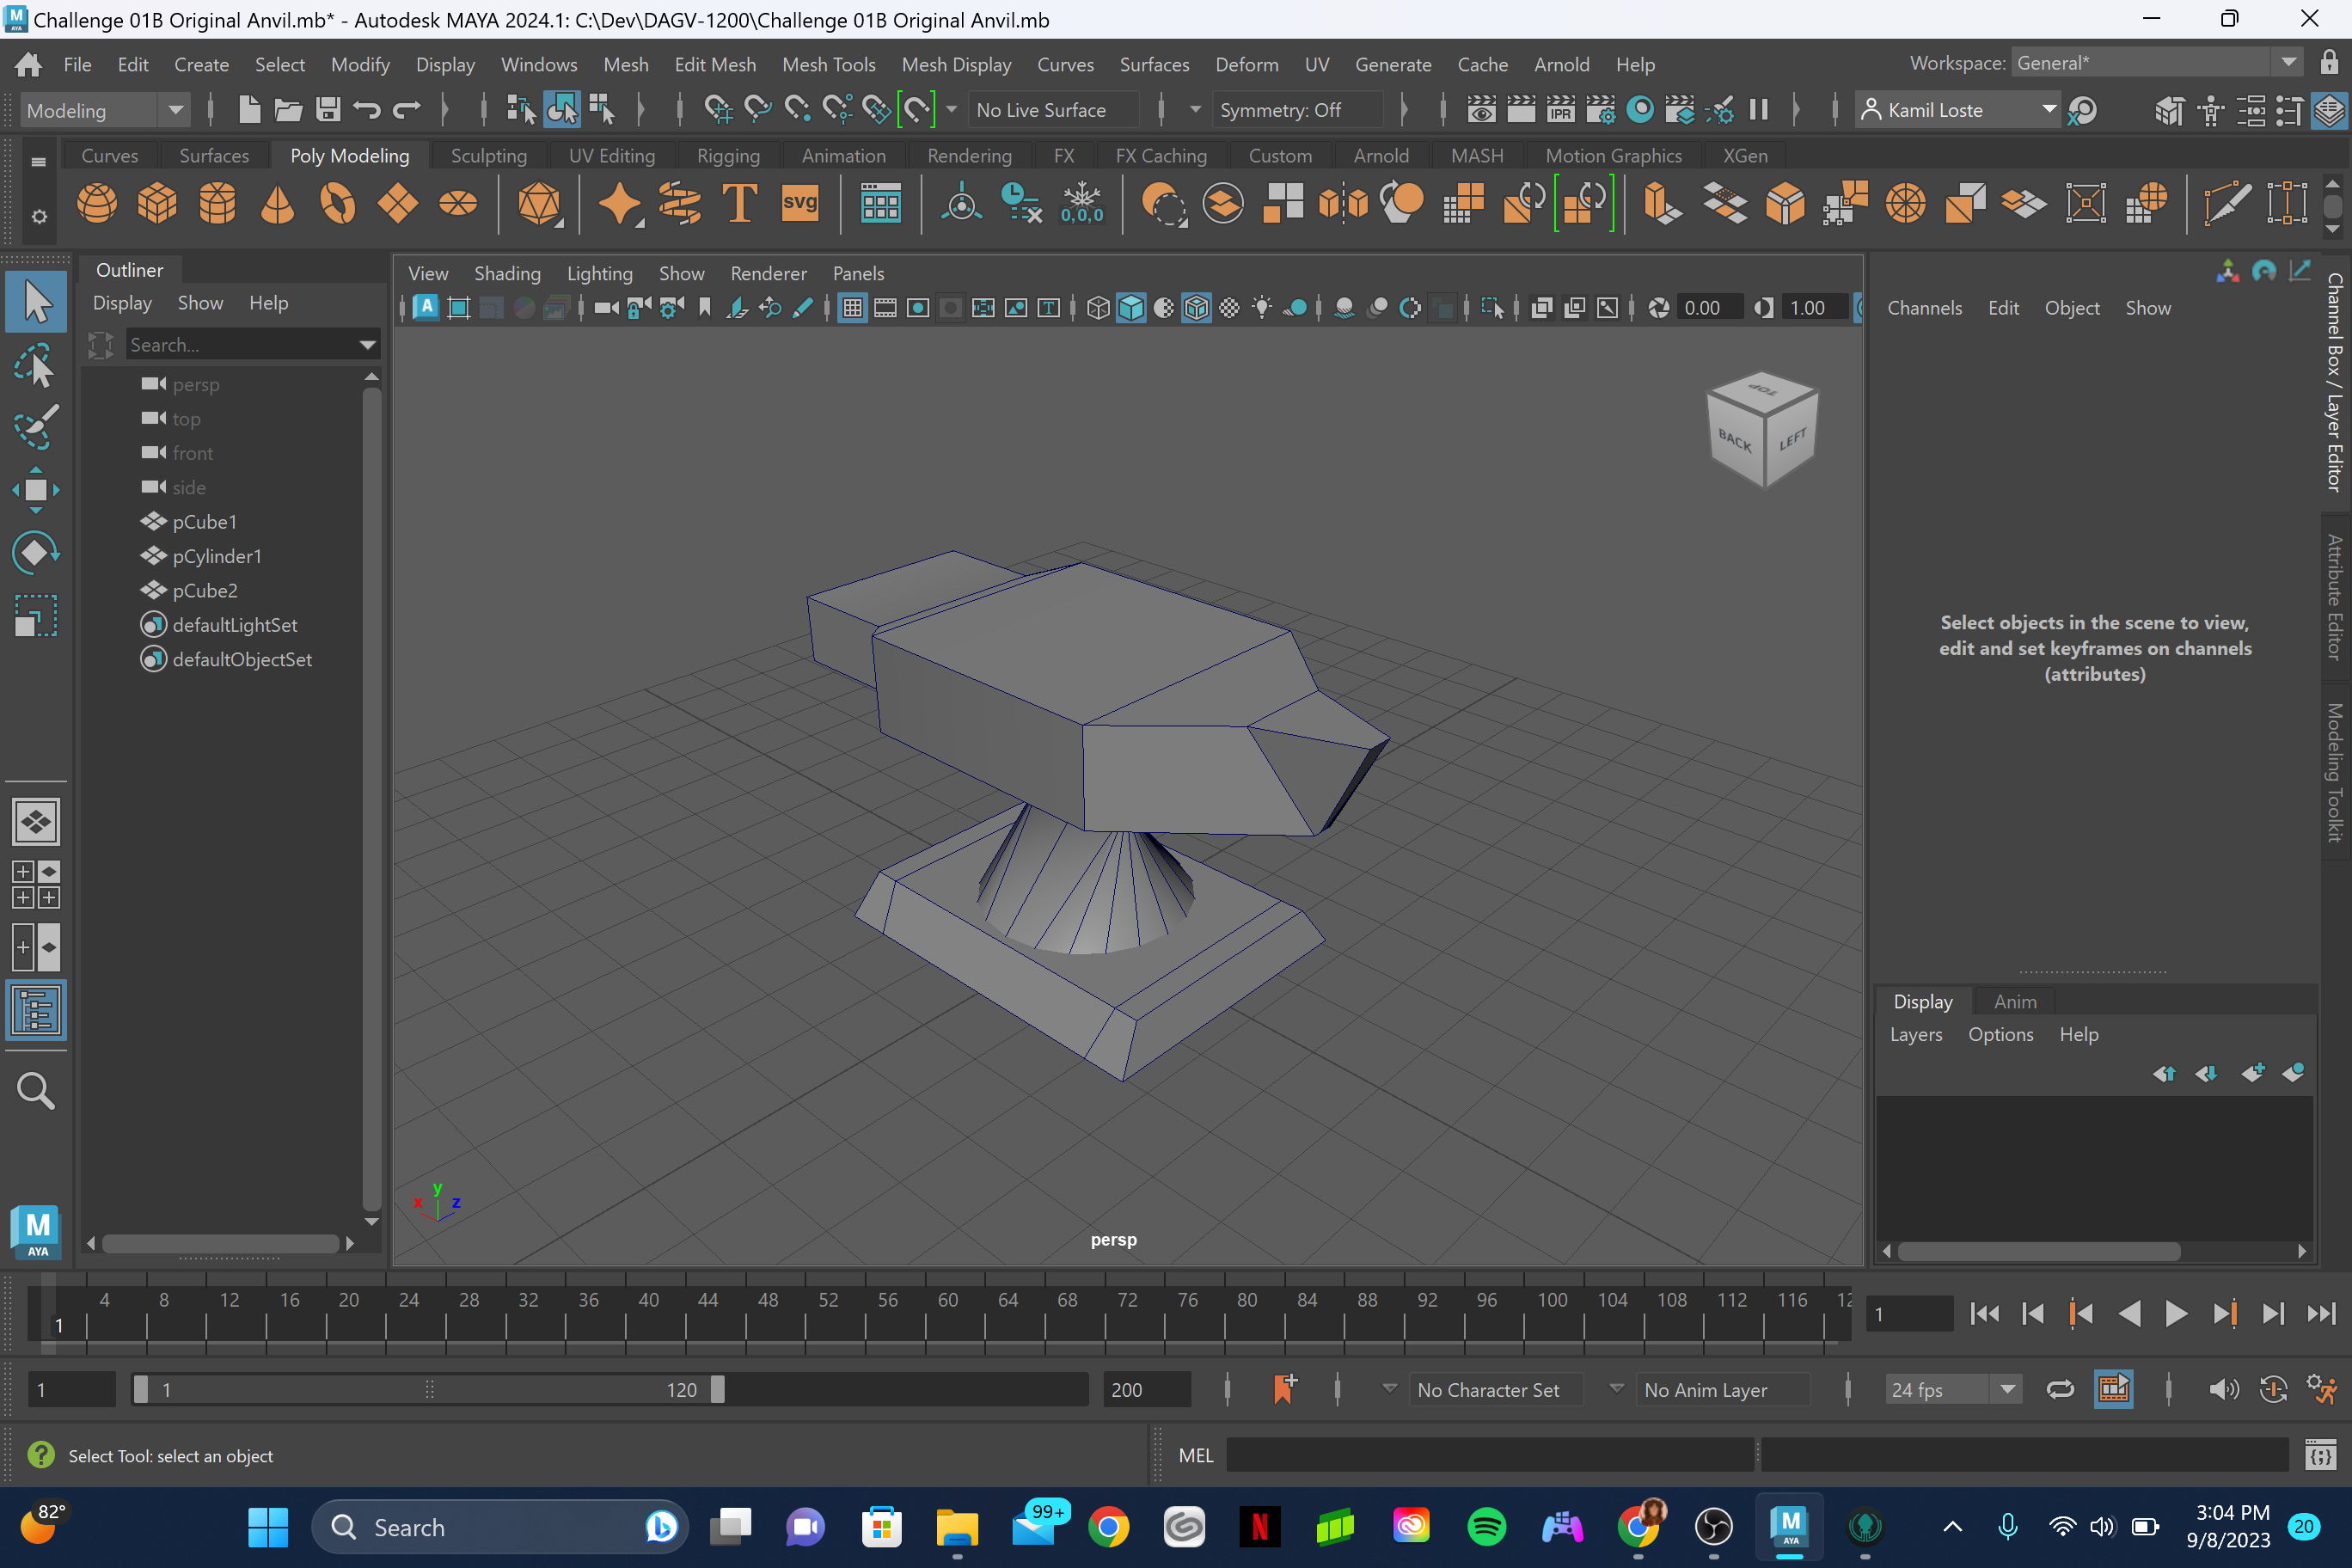 Challenge 01B Original Anvil.mb* - Autodesk MAYA 2024.1: C:\Dev\DAGV-1200\Challenge 01B Original Anvil.mb
File Edit Create Select Modify Display Windows Mesh Edit Mesh Mesh Tools Mesh Display Curves Surfaces Deform UV Generate Cache Arnold Help Workspace: General*
Modeling No Live Surface Symmetry: Off IPR Kamil Loste
Curves Surfaces Poly Modeling Sculpting UV Editing Rigging Animation Rendering FX FX Caching Custom Arnold MASH Motion Graphics XGen
T svg 0,0,0
Outliner
Display Show Help
Search...
persp
top
front
side
pCube1
pCylinder1
pCube2
defaultLightSet
defaultObjectSet
View Shading Lighting Show Renderer Panels
A T 0.00 1.00
TOP
BACK LEFT
y
x z
persp
Channels Edit Object Show
Select objects in the scene to view,
edit and set keyframes on channels
(attributes)
Channel Box / Layer Editor
Attribute Editor
Modeling Toolkit
Display Anim
Layers Options Help
M
AYA
4 8 12 16 20 24 28 32 36 40 44 48 52 56 60 64 68 72 76 80 84 88 92 96 100 104 108 112 116 12
1 1
1 1 120 200 No Character Set No Anim Layer 24 fps
Select Tool: select an object MEL
82° Search 99+ N M AYA 3:04 PM
9/8/2023 20